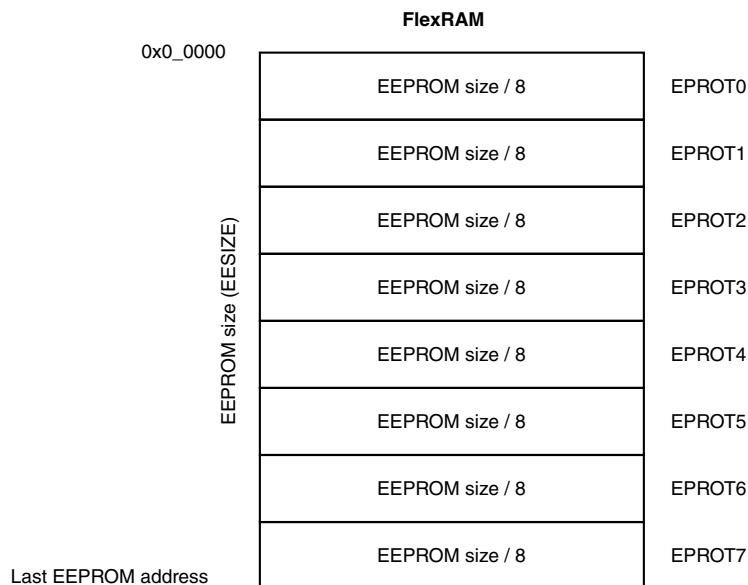 FlexRAM
0x0_0000
EEPROM size / 8 EPROT0
EEPROM size / 8 EPROT1
EEPROM size / 8 EPROT2
EEPROM size / 8 EPROT3
EEPROM size / 8 EPROT4
EEPROM size / 8 EPROT5
EEPROM size / 8 EPROT6
EEPROM size / 8 EPROT7
EEPROM size (EESIZE)
Last EEPROM address